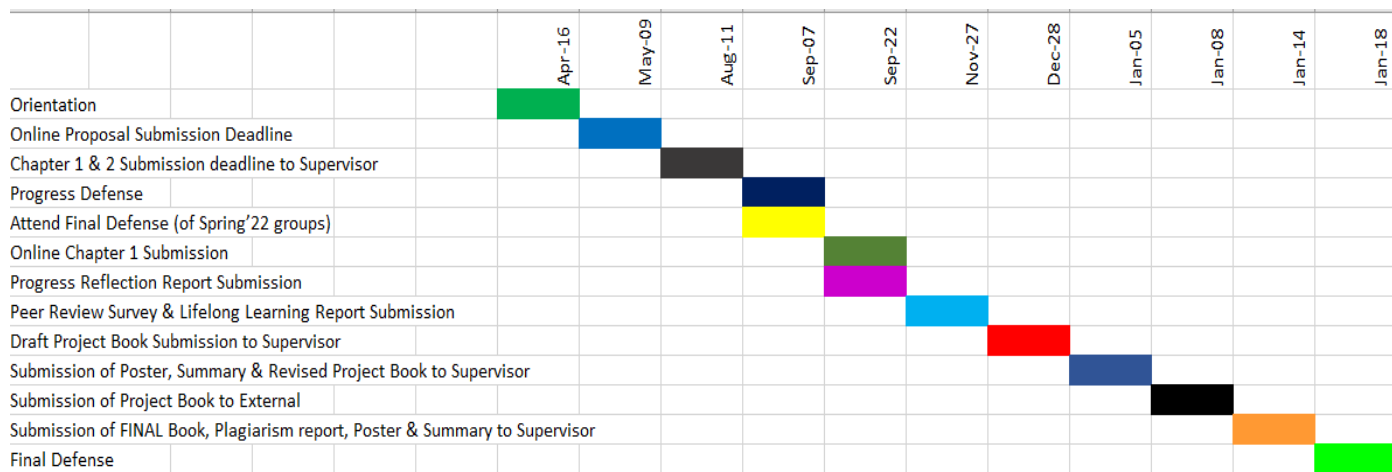 Apr-16
May-09
Aug-11
Sep-07
Sep-22
Nov-27
Dec-28
Jan-05
Jan-08
Jan-14
Jan-18
Orientation
Online Proposal Submission Deadline
Chapter 1 & 2 Submission deadline to Supervisor
Progress Defense
Attend Final Defense (of Spring’22 groups)
Online Chapter 1 Submission
Progress Reflection Report Submission
Peer Review Survey & Lifelong Learning Report Submission
Draft Project Book Submission to Supervisor
Submission of Poster, Summary & Revised Project Book to Supervisor
Submission of Project Book to External
Submission of FINAL Book, Plagiarism report, Poster & Summary to Supervisor
Final Defense